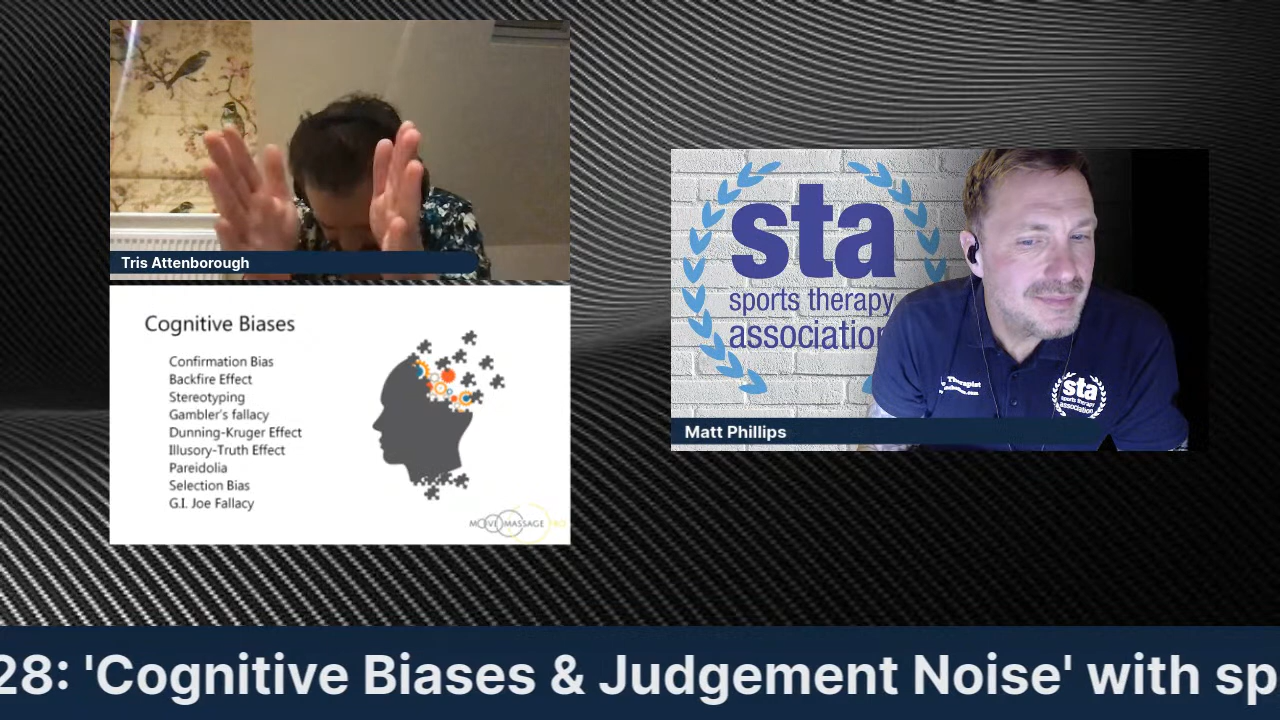 Tris Attenborough
Cognitive Biases
Confirmation Bias
Backfire Effect
Stereotyping
Gambler's fallacy
Dunning-Kruger Effect
Illusory-Truth Effect
Pareidolia
Selection Bias
G.I. Joe Fallacy
MOVE MASSAGE PRO
sta
sports therapy
association
Therapist
sta
sports therapy
association
Matt Phillips
28: 'Cognitive Biases & Judgement Noise' with sp